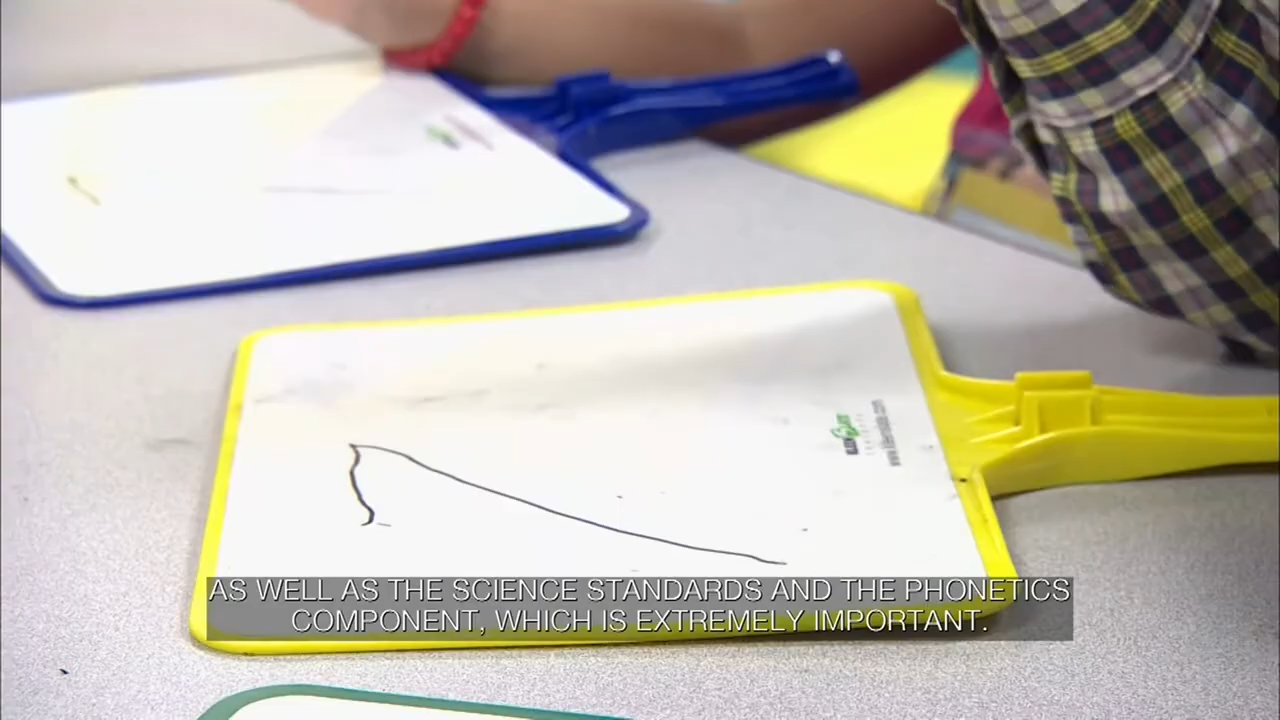 AS WELL AS THE SCIENCE STANDARDS AND THE PHONETICS
COMPONENT, WHICH IS EXTREMELY IMPORTANT.